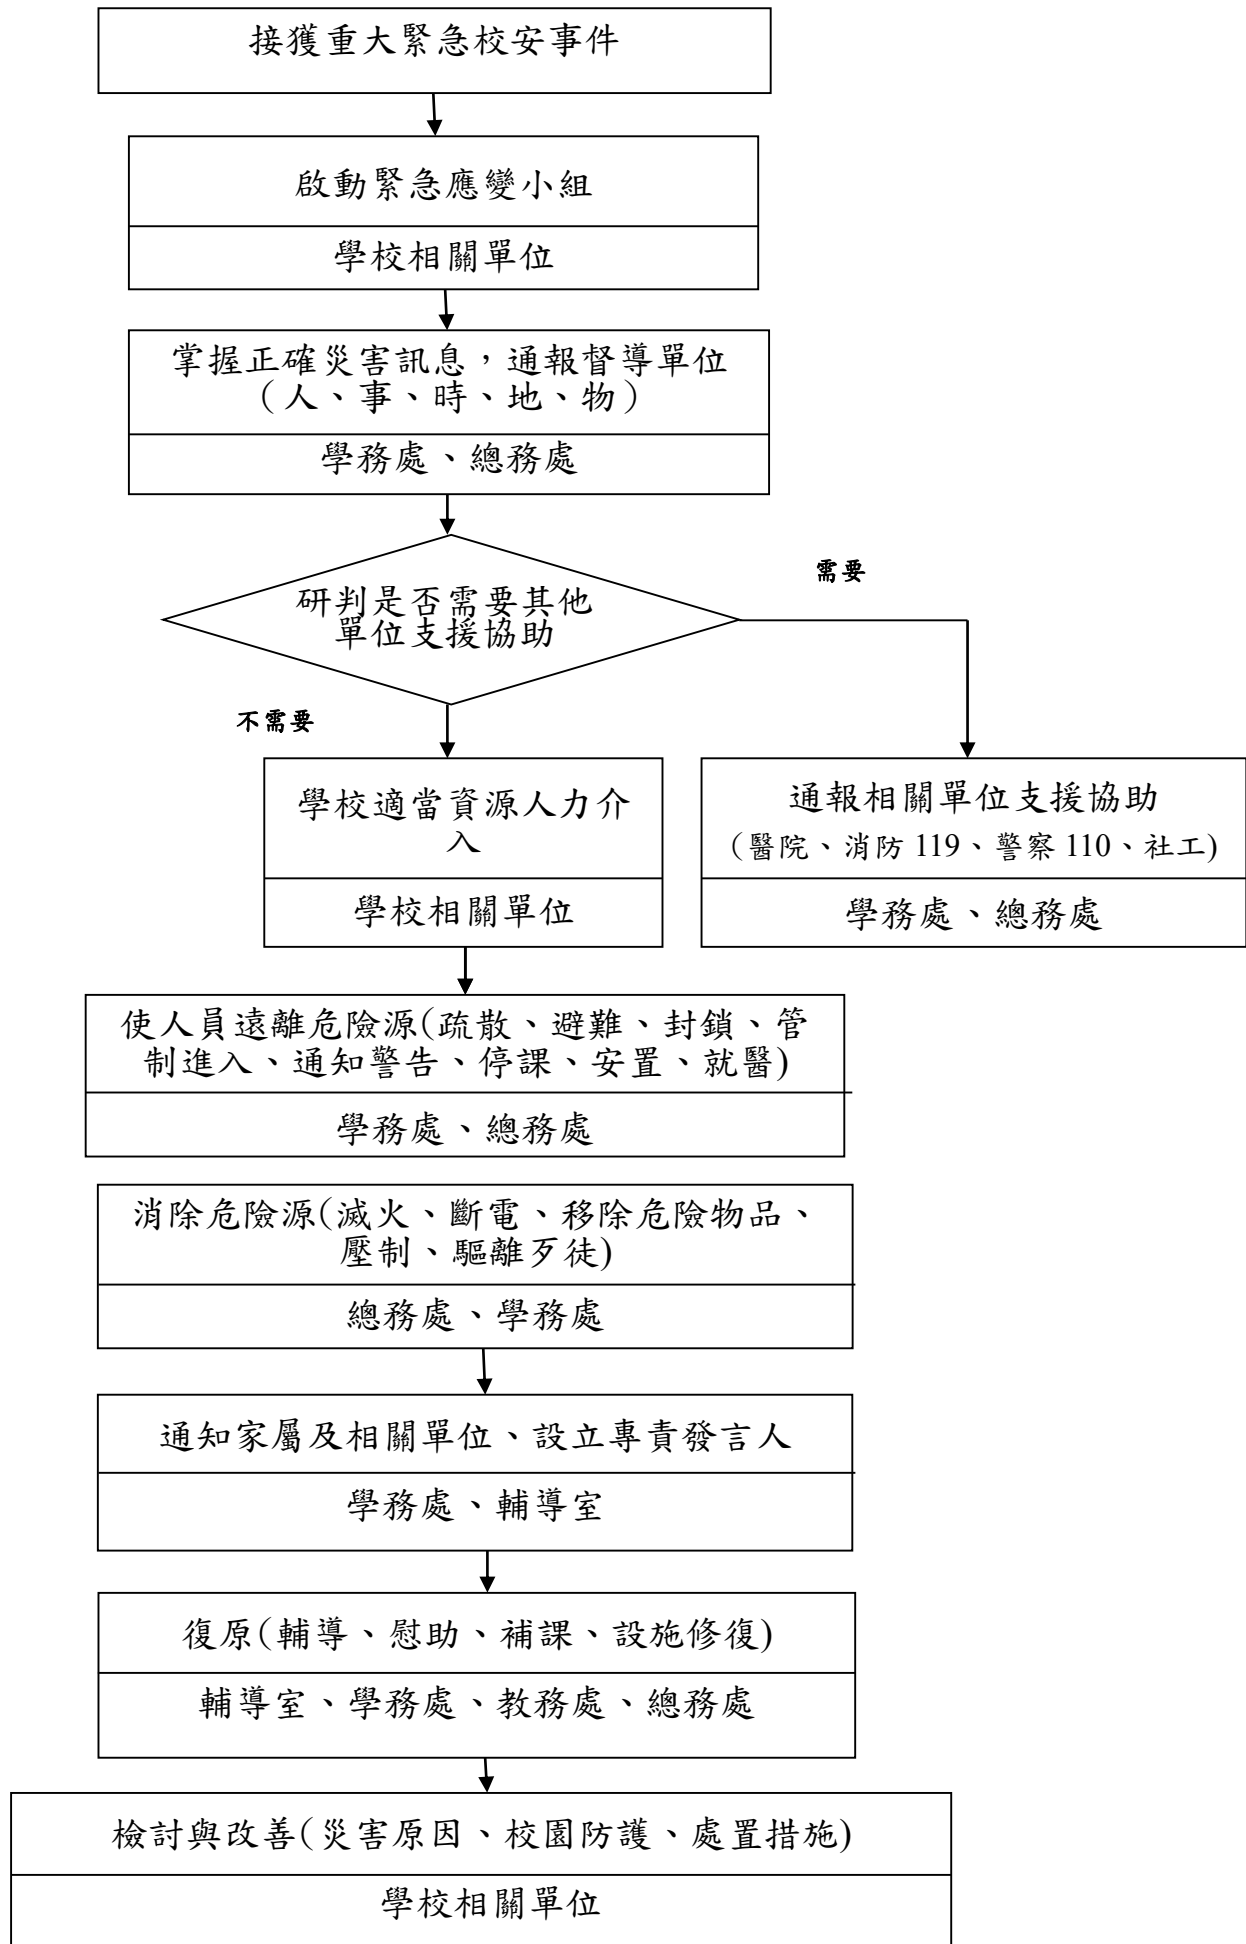 接獲重大緊急校安事件
啟動緊急應變小組
學校相關單位
掌握正確災害訊息，通報督導單位
（人、事、時、地、物）
學務處、總務處
研判是否需要其他
單位支援協助
需要
不需要
學校適當資源人力介
入
學校相關單位
通報相關單位支援協助
（醫院、消防 119、警察 110、社工)
學務處、總務處
使人員遠離危險源(疏散、避難、封鎖、管
制進入、通知警告、停課、安置、就醫)
學務處、總務處
消除危險源(滅火、斷電、移除危險物品、
壓制、驅離歹徒)
總務處、學務處
通知家屬及相關單位、設立專責發言人
學務處、輔導室
復原(輔導、慰助、補課、設施修復)
輔導室、學務處、教務處、總務處
檢討與改善(災害原因、校園防護、處置措施)
學校相關單位